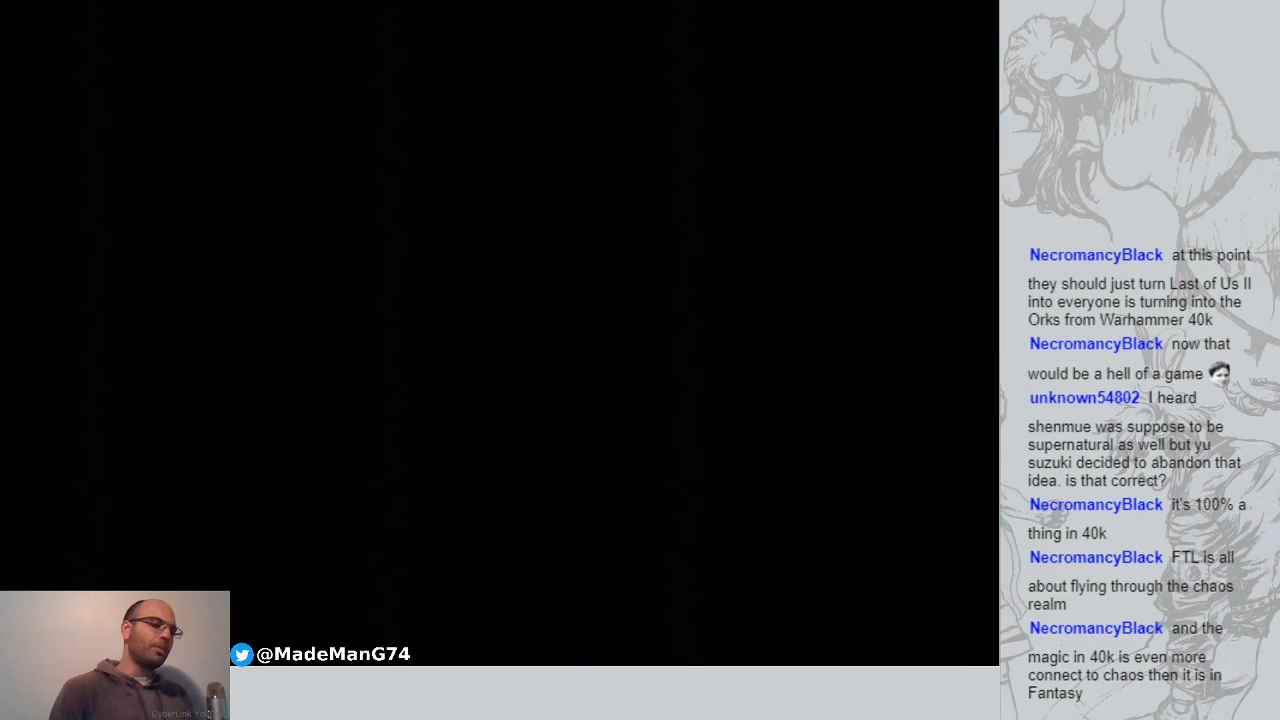 NecromancyBlack at this point
they should just turn Last of Us II
into everyone is turning into the
Orks from Warhammer 40k
NecromancyBlack now that
would be a hell of a game
unknown54802 I heard
shenmue was suppose to be
supernatural as well but yu
suzuki decided to abandon that
idea. is that correct?
NecromancyBlack it's 100% a
thing in 40k
NecromancyBlack FTL is all
about flying through the chaos
realm
NecromancyBlack and the
magic in 40k is even more
connect to chaos then it is in
Fantasy
@MadeManG74
CyberLink